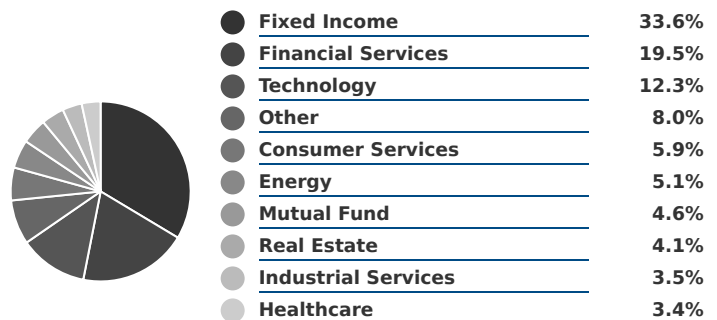 Fixed Income 33.6%
Financial Services 19.5%
Technology 12.3%
Other 8.0%
Consumer Services 5.9%
Energy 5.1%
Mutual Fund 4.6%
Real Estate 4.1%
Industrial Services 3.5%
Healthcare 3.4%